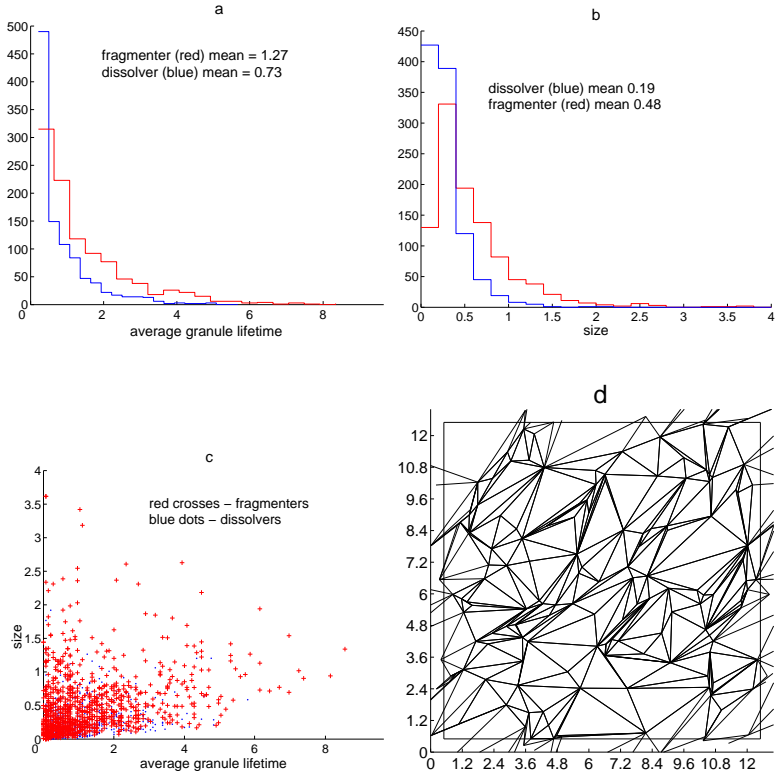 a
500
450
400
350
300
250
200
150
100
50
0
fragmenter (red) mean = 1.27
dissolver (blue) mean = 0.73
0 2 4 6 8
average granule lifetime
b
450
400
350
300
250
200
150
100
50
0
dissolver (blue) mean 0.19
fragmenter (red) mean 0.48
0 0.5 1 1.5 2 2.5 3 3.5 4
size
c
4
3.5
3
2.5
2
1.5
1
0.5
0
size
red crosses – fragmenters
blue dots – dissolvers
0 2 4 6 8
average granule lifetime
d
12
10.8
9.6
8.4
7.2
6
4.8
3.6
2.4
1.2
0
0 1.2 2.4 3.6 4.8 6 7.2 8.4 9.6 10.8 12